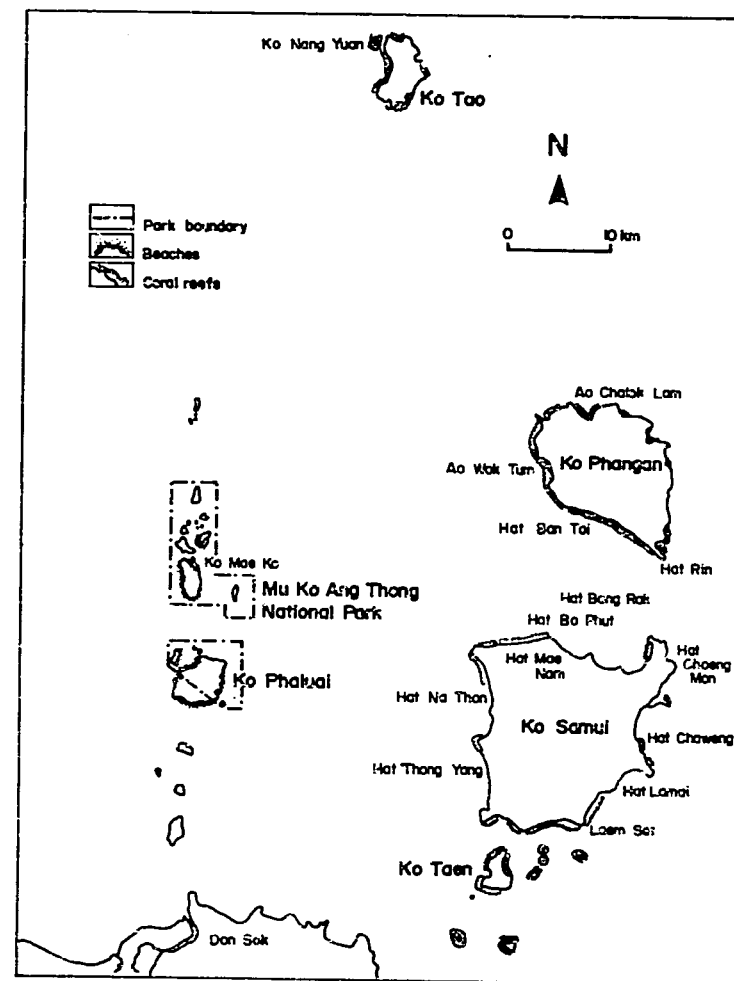 Ko Nang Yuan
Ko Tao
N
0 10 km
Park boundary
Beaches
Coral reefs
Ao Chalok Lam
Ko Phangan
Ao Wok Tum
Hat Ban Tai
Hat Rin
Ko Mae Ko
Mu Ko Ang Thong
National Park
Hat Bang Rak
Hat Bo Phut
Hat Mae
Nam
Hat
Choeng
Mon
Ko Phaluai
Hat Na Thon
Ko Samui
Hat Chaweng
Hat Thong Yang
Hat Lamai
Laem Set
Ko Taen
Don Sak